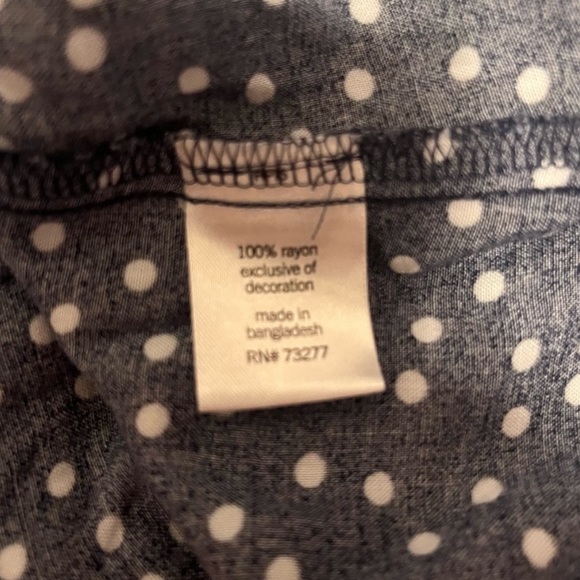 100% rayon
exclusive of
decoration
made in
bangladesh
RN# 73277